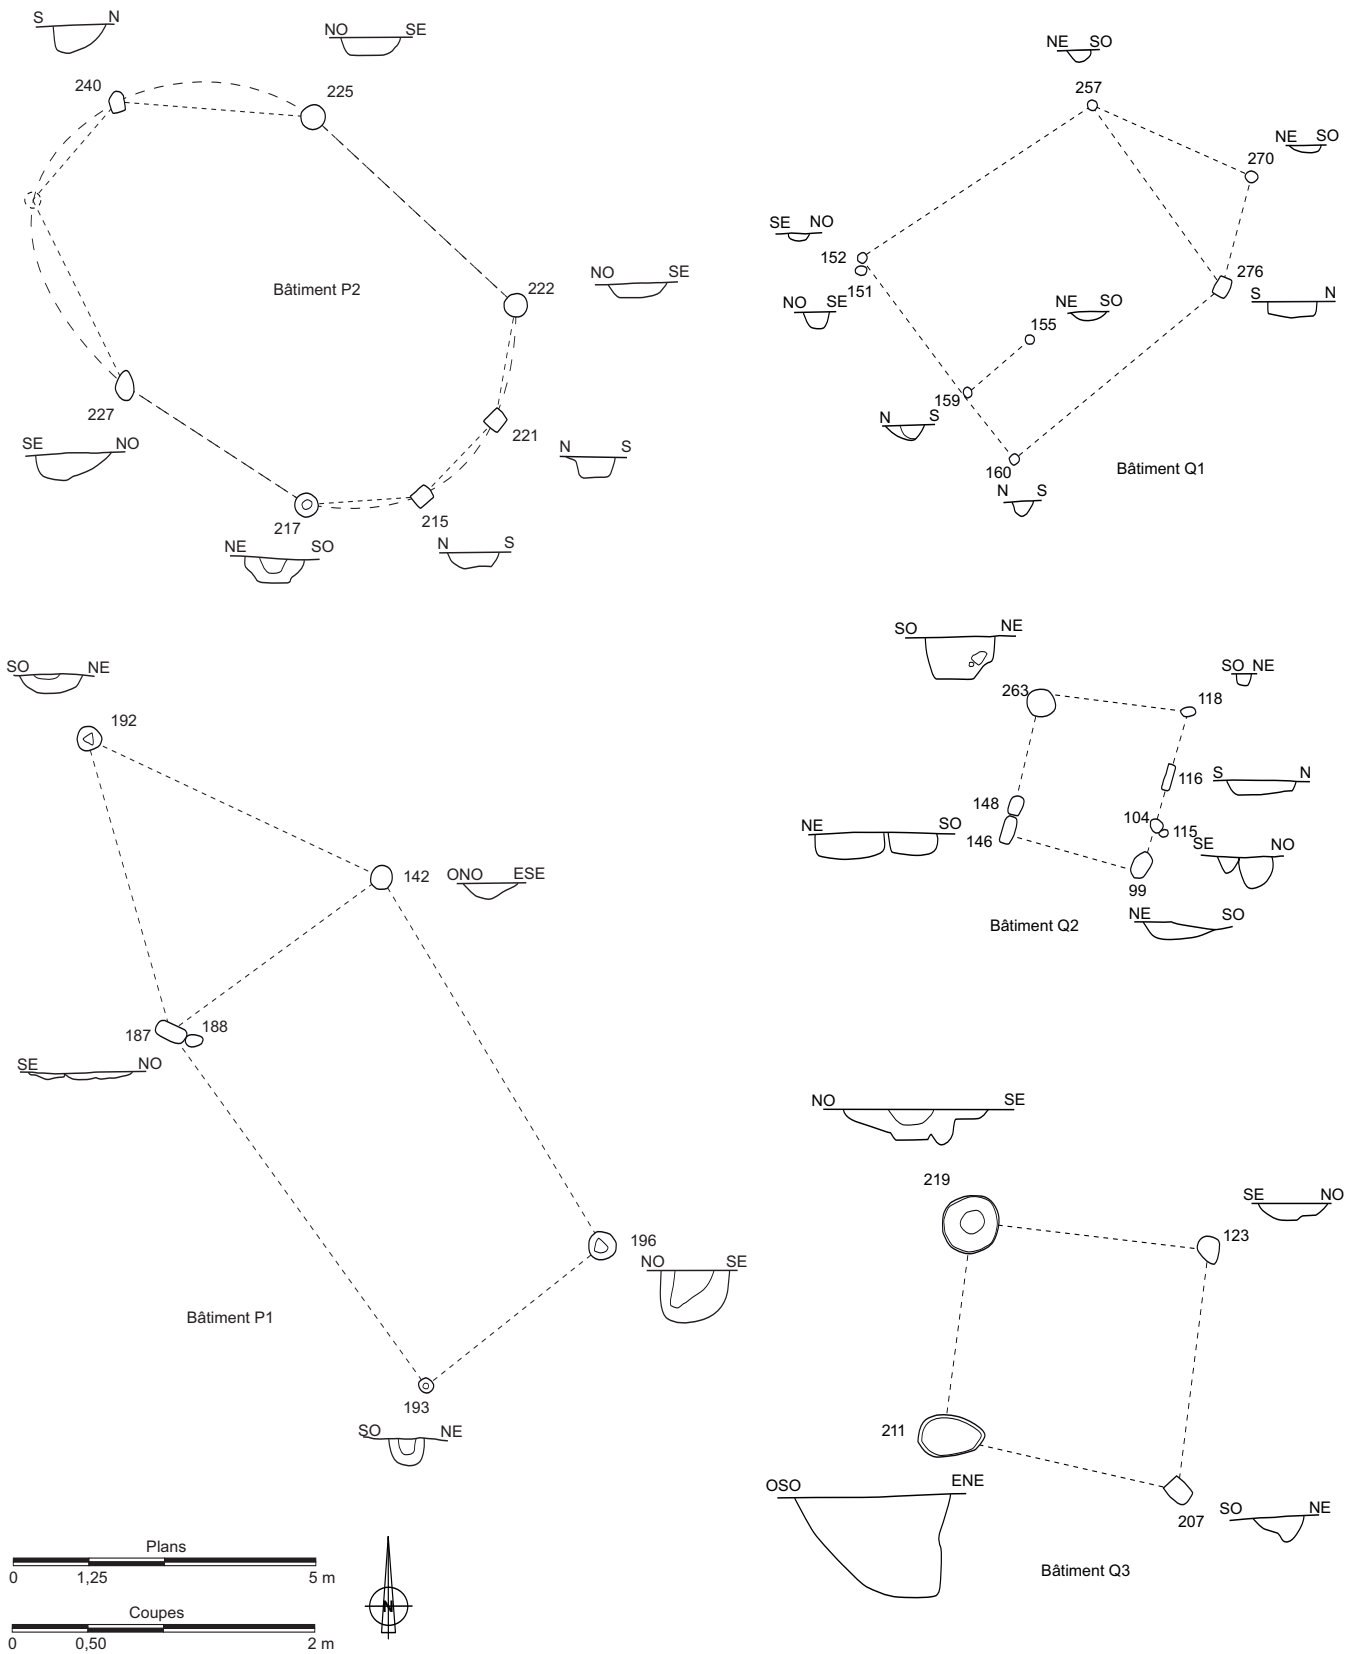 S N
240
NO SE
225
Bâtiment P2
NO SE
222
227
SE NO
221
N S
217
215
NE SO
N S
NE SO
257
NE SO
270
SE NO
152
151
NO SE
276
S N
NE SO
155
159
N S
160
N S
Bâtiment Q1
SO NE
192
142
ONO ESE
187
188
SE NO
196
NO SE
Bâtiment P1
193
SO NE
SO NE
263
SO NE
118
116
S N
148
104
115
NE SO
146
SE NO
99
NE SO
Bâtiment Q2
NO SE
219
SE NO
123
211
OSO ENE
207
SO NE
Bâtiment Q3
Plans
0 1,25 5 m
Coupes
0 0,50 2 m
N